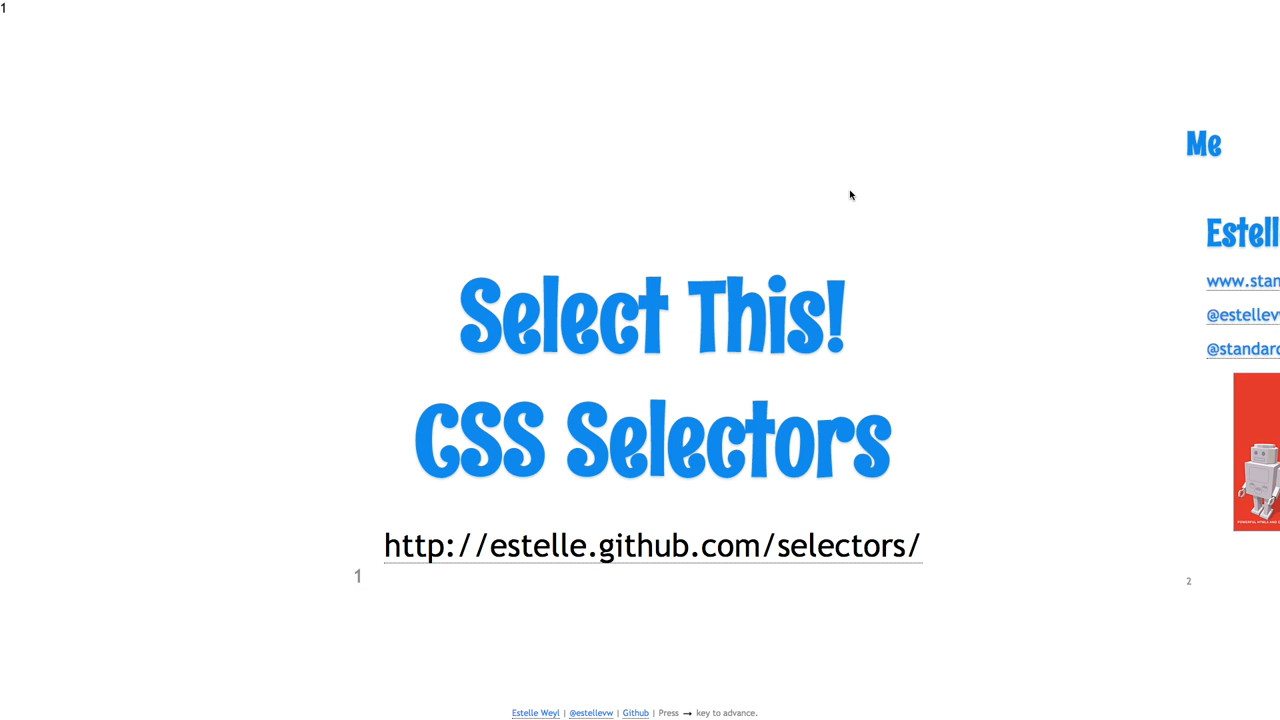 1
Me
Select This!
CSS Selectors
http://estelle.github.com/selectors/
1
Estell
www.stan
@estellev
@standard
2
Estelle Weyl | @estellevw | Github | Press → key to advance.